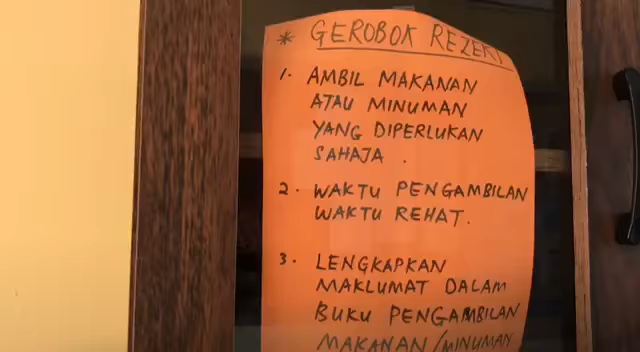 * GEROBOK REZEKI
1. AMBIL MAKANAN
ATAU MINUMAN
YANG DIPERLUKAN
SAHAJA.
2. WAKTU PENGAMBILAN
WAKTU REHAT.
3. LENGKAPKAN
MAKLUMAT DALAM
BUKU PENGAMBILAN
MAKANAN/MINUMAN